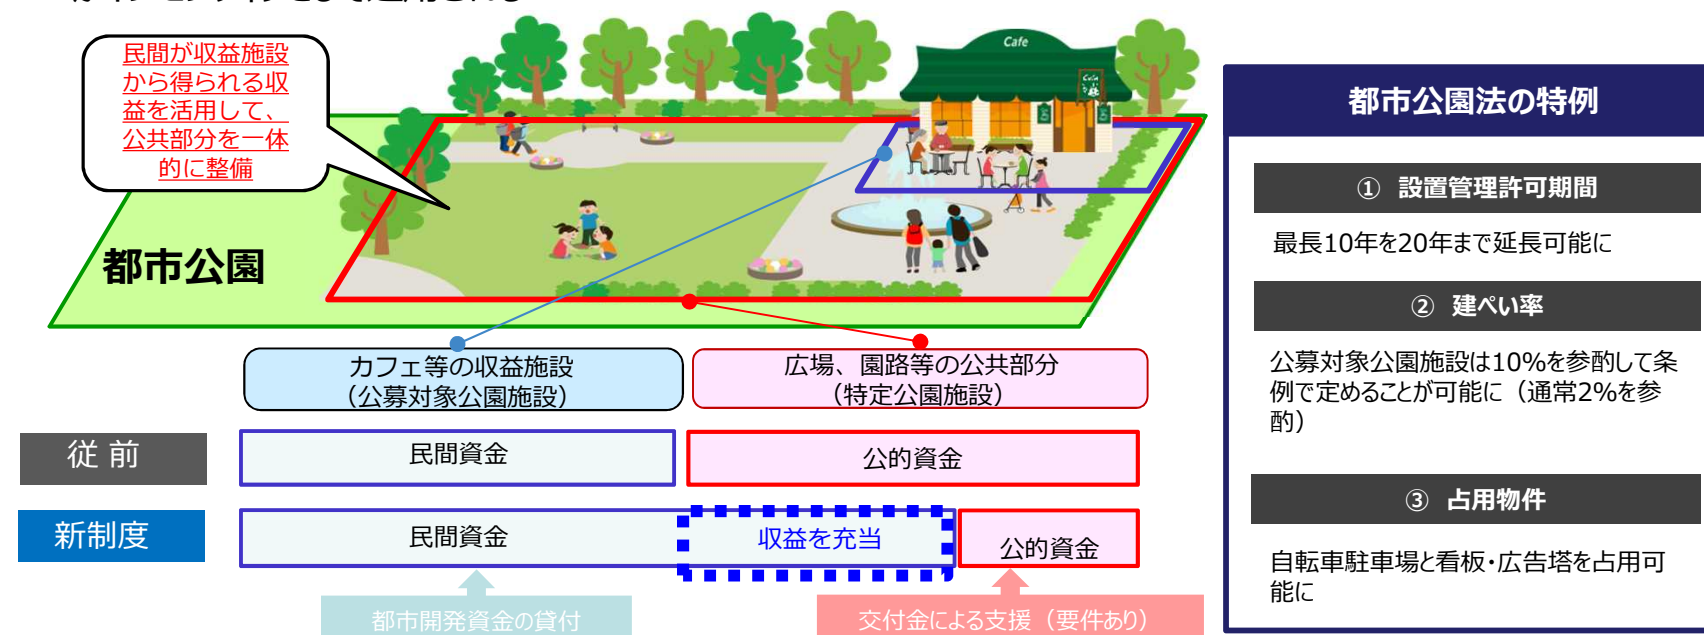 民間が収益施設
から得られる収
益を活用して、
公共部分を一体
的に整備
Cafe
都市公園
カフェ等の収益施設
（公募対象公園施設）
広場、園路等の公共部分
（特定公園施設）
従 前
民間資金
公的資金
新制度
民間資金
収益を充当
公的資金
都市開発資金の貸付
交付金による支援（要件あり）
都市公園法の特例
① 設置管理許可期間
最長10年を20年まで延長可能に
② 建ぺい率
公募対象公園施設は10%を参酌して条
例で定めることが可能に（通常2%を参
酌）
③ 占用物件
自転車駐車場と看板・広告塔を占用可
能に